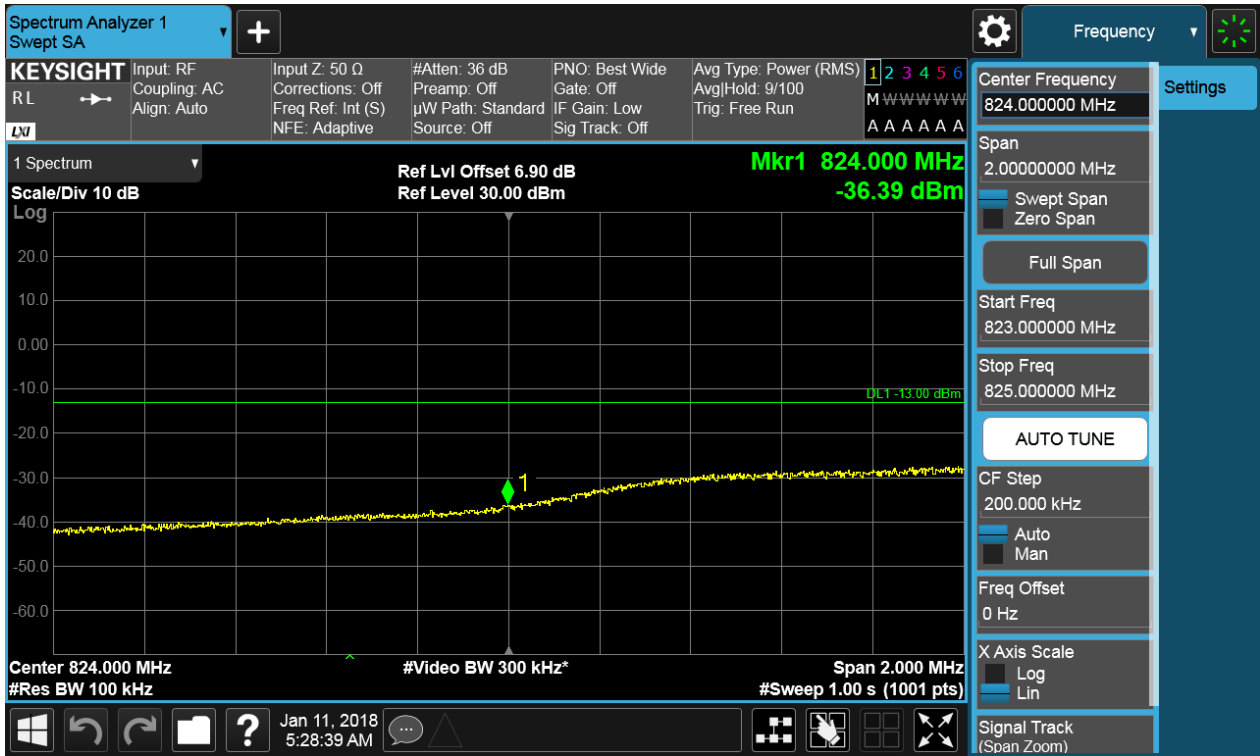 Spectrum Analyzer 1
Swept SA
+
Frequency
KEYSIGHT
R L
LXI
Input: RF
Coupling: AC
Align: Auto
Input Z: 50 Ω
Corrections: Off
Freq Ref: Int (S)
NFE: Adaptive
#Atten: 36 dB
Preamp: Off
µW Path: Standard
Source: Off
PNO: Best Wide
Gate: Off
IF Gain: Low
Sig Track: Off
Avg Type: Power (RMS)
Avg|Hold: 9/100
Trig: Free Run
1 2 3 4 5 6
M W W W W W
A A A A A A
1 Spectrum
Scale/Div 10 dB
Log
Ref Lvl Offset 6.90 dB
Ref Level 30.00 dBm
Mkr1 824.000 MHz
-36.39 dBm
20.0
10.0
0.00
-10.0
DL1 -13.00 dBm
-20.0
-30.0
1
-40.0
-50.0
-60.0
Center 824.000 MHz
#Res BW 100 kHz
#Video BW 300 kHz*
Span 2.000 MHz
#Sweep 1.00 s (1001 pts)
Center Frequency
824.000000 MHz
Settings
Span
2.00000000 MHz
Swept Span
Zero Span
Full Span
Start Freq
823.000000 MHz
Stop Freq
825.000000 MHz
AUTO TUNE
CF Step
200.000 kHz
Auto
Man
Freq Offset
0 Hz
X Axis Scale
Log
Lin
Signal Track
(Span Zoom)
?
Jan 11, 2018
5:28:39 AM